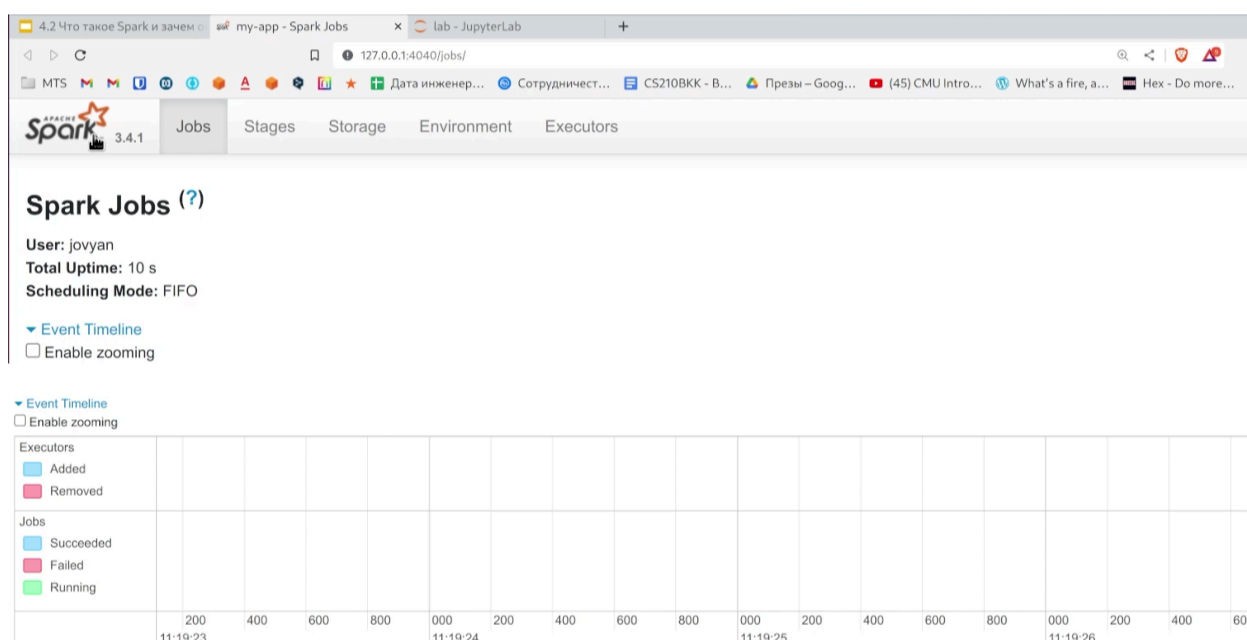 4.2 Что такое Spark и зачем о
my-app - Spark Jobs
lab - JupyterLab
127.0.0.1:4040/jobs/
MTS Дата инженер... Сотрудничест... CS210BKK - B... Презы – Goog... (45) CMU Intro... What's a fire, a... Hex - Do more...
APACHE
Spark 3.4.1 Jobs Stages Storage Environment Executors
Spark Jobs (?)
User: jovyan
Total Uptime: 10 s
Scheduling Mode: FIFO
Event Timeline
Enable zooming
Event Timeline
Enable zooming
Executors
Added
Removed
Jobs
Succeeded
Failed
Running
200 400 600 800 000 200 400 600 800 000 200 400 600 800 000 200 400 60
11:19:23 11:19:24 11:19:25 11:19:26